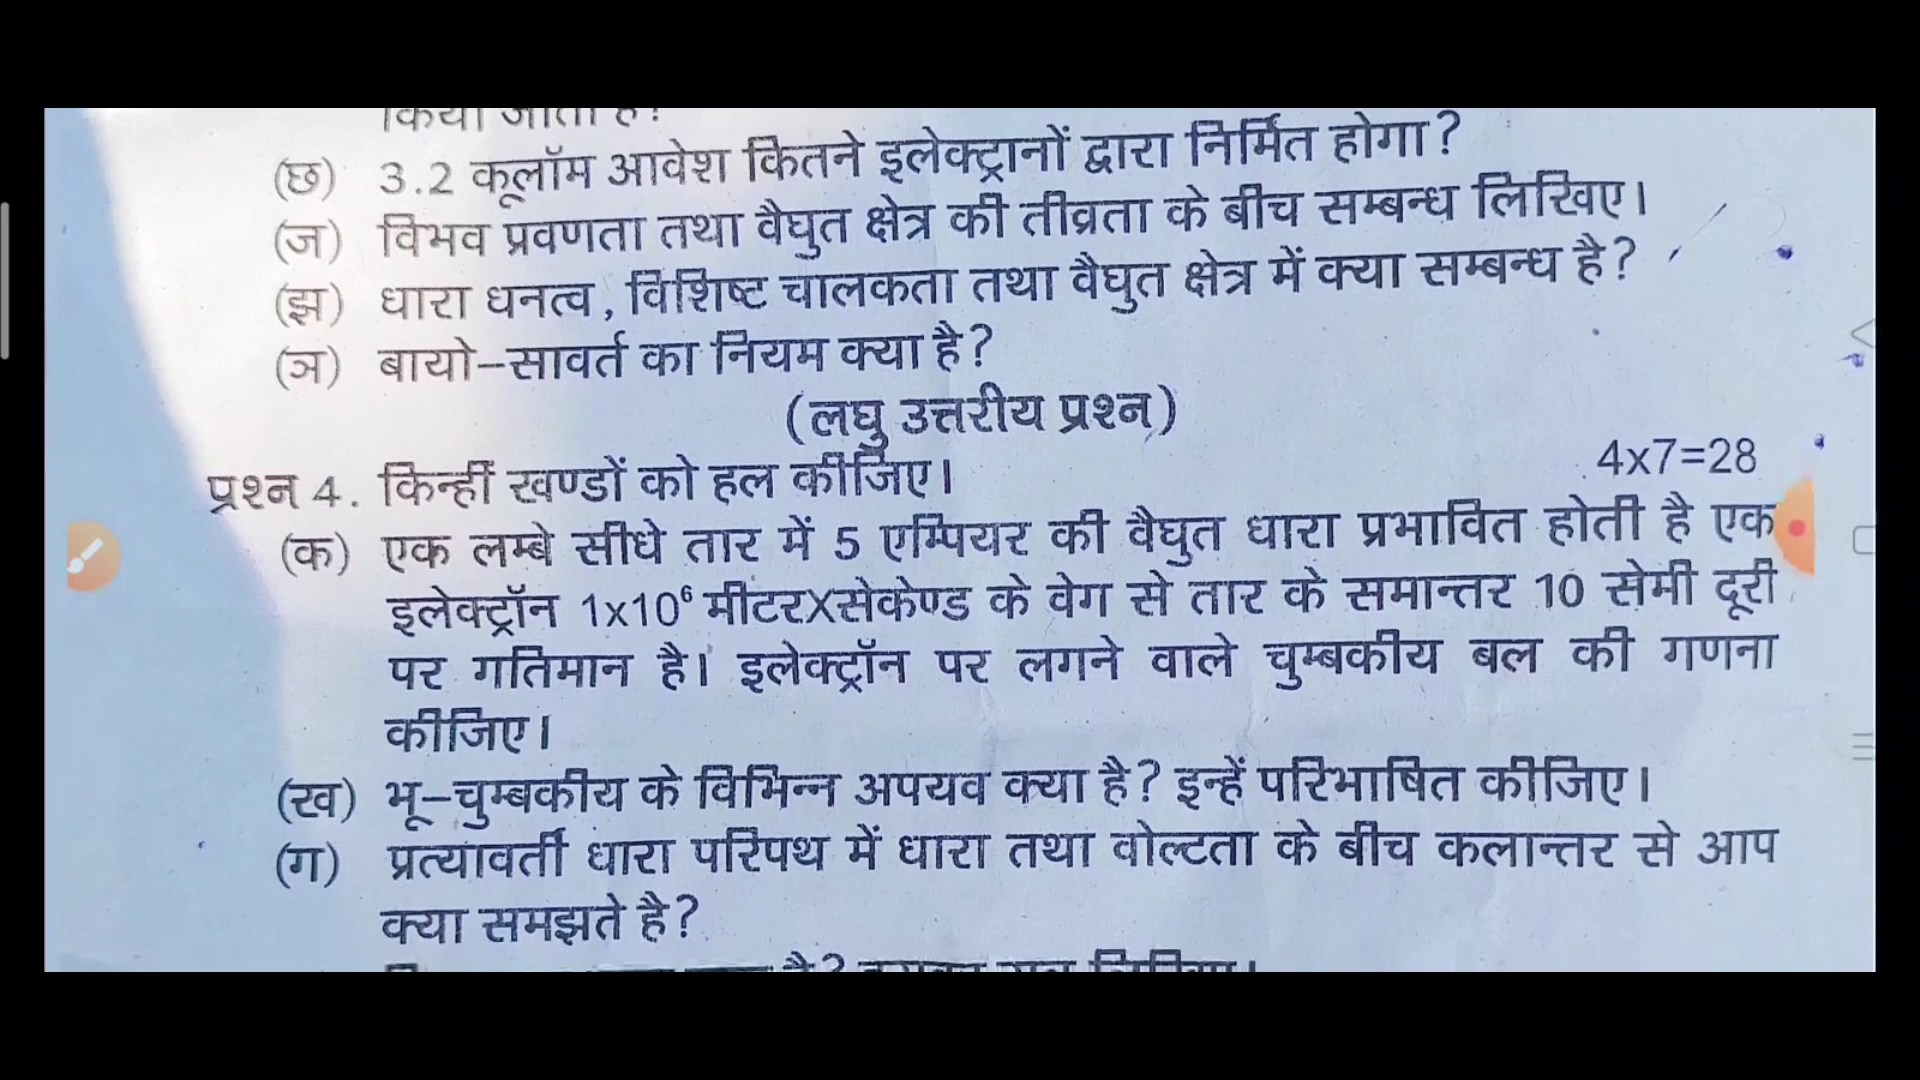 किया जाता है?
(छ) 3.2 कूलॉम आवेश कितने इलेक्ट्रानों द्वारा निर्मित होगा?
(ज) विभव प्रवणता तथा वैघुत क्षेत्र की तीव्रता के बीच सम्बन्ध लिखिए।
(झ) धारा धनत्व, विशिष्ट चालकता तथा वैघुत क्षेत्र में क्या सम्बन्ध है?
(ञ) बायो-सावर्त का नियम क्या है?
(लघु उत्तरीय प्रश्न)
4x7=28
प्रश्न 4. किन्हीं खण्डों को हल कीजिए।
(क) एक लम्बे सीधे तार में 5 एम्पियर की वैघुत धारा प्रभावित होती है एक
इलेक्ट्रॉन 1x10⁶ मीटरXसेकेण्ड के वेग से तार के समान्तर 10 सेमी दूरी
पर गतिमान है। इलेक्ट्रॉन पर लगने वाले चुम्बकीय बल की गणना
कीजिए।
(ख) भू-चुम्बकीय के विभिन्न अपयव क्या है? इन्हें परिभाषित कीजिए।
(ग) प्रत्यावर्ती धारा परिपथ में धारा तथा वोल्टता के बीच कलान्तर से आप
क्या समझते है?